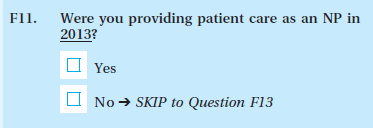 F11. Were you providing patient care as an NP in
2013?
Yes
No → SKIP to Question F13